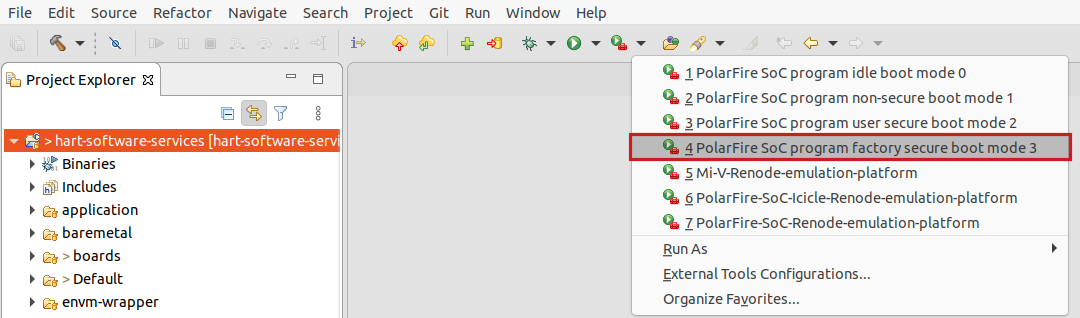 File Edit Source Refactor Navigate Search Project Git Run Window Help
Project Explorer
> hart-software-services [hart-software-servi
Binaries
Includes
application
baremetal
> boards
> Default
envm-wrapper
1 PolarFire SoC program idle boot mode 0
2 PolarFire SoC program non-secure boot mode 1
3 PolarFire SoC program user secure boot mode 2
4 PolarFire SoC program factory secure boot mode 3
5 Mi-V-Renode-emulation-platform
6 PolarFire-SoC-Icicle-Renode-emulation-platform
7 PolarFire-SoC-Renode-emulation-platform
Run As
External Tools Configurations...
Organize Favorites...